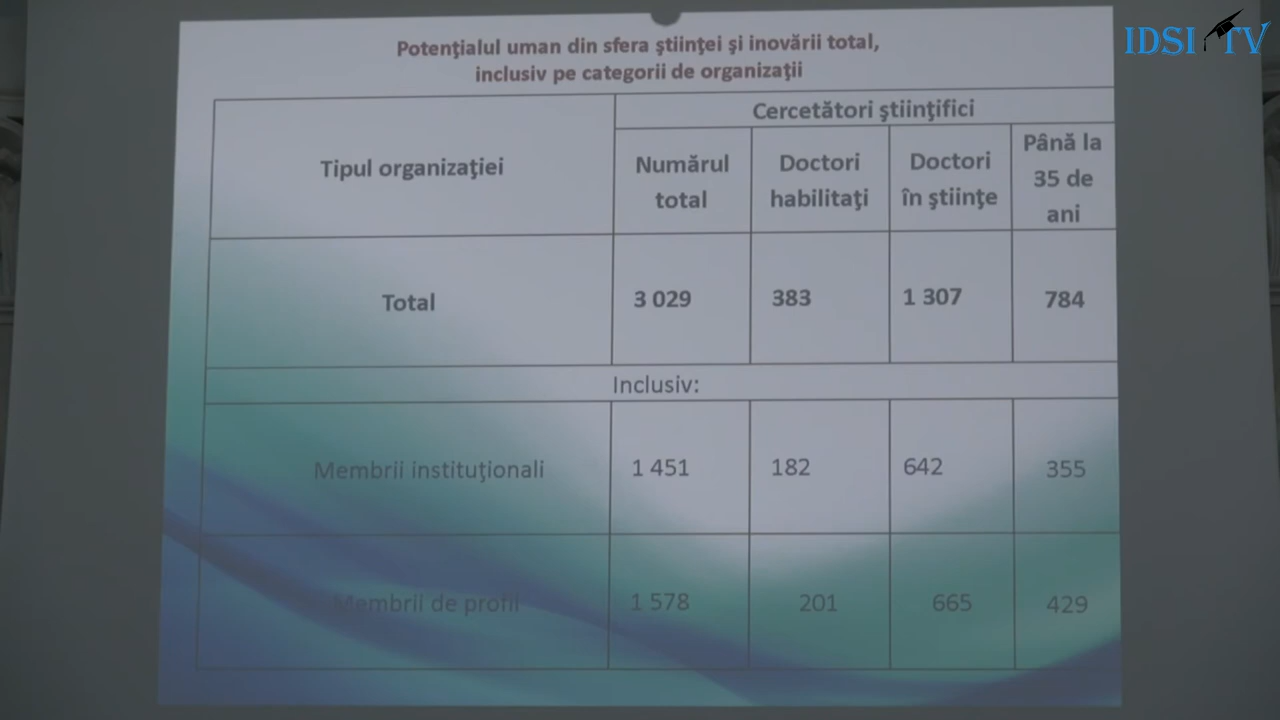 IDSI TV
Potenţialul uman din sfera ştiinţei şi inovării total,
inclusiv pe categorii de organizaţii
Tipul organizaţiei
Cercetători ştiinţifici
Numărul
total
Doctori
habilitaţi
Doctori
în ştiinţe
Până la
35 de
ani
Total
3 029
383
1 307
784
Inclusiv:
Membrii instituţionali
1 451
182
642
355
Membrii de profil
1 578
201
665
429